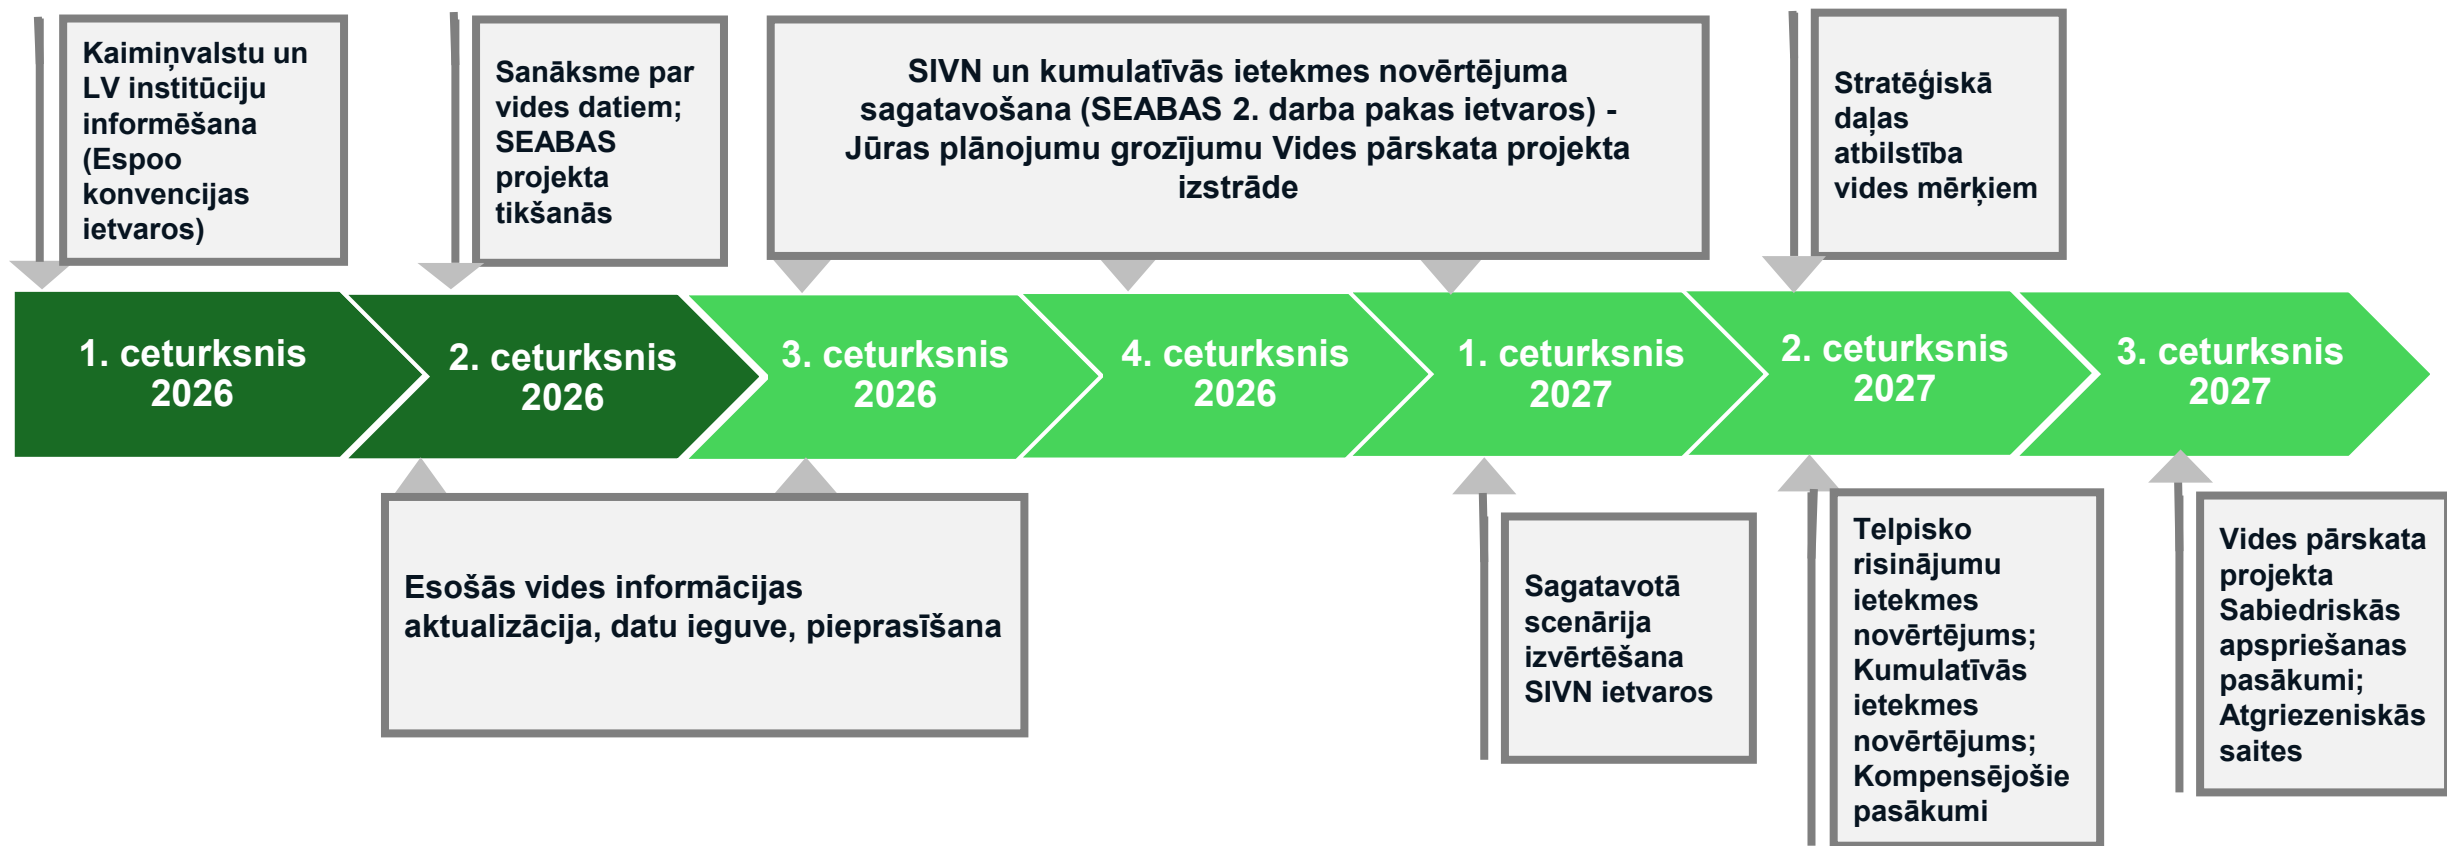 Kaimiņvalstu un
LV institūciju
informēšana
(Espoo
konvencijas
ietvaros)
Sanāksme par
vides datiem;
SEABAS
projekta
tikšanās
SIVN un kumulatīvās ietekmes novērtējuma
sagatavošana (SEABAS 2. darba pakas ietvaros) -
Jūras plānojumu grozījumu Vides pārskata projekta
izstrāde
Stratēģiskā
daļas
atbilstība
vides mērķiem
1. ceturksnis
2026
2. ceturksnis
2026
3. ceturksnis
2026
4. ceturksnis
2026
1. ceturksnis
2027
2. ceturksnis
2027
3. ceturksnis
2027
Esošās vides informācijas
aktualizācija, datu ieguve, pieprasīšana
Sagatavotā
scenārija
izvērtēšana
SIVN ietvaros
Telpisko
risinājumu
ietekmes
novērtējums;
Kumulatīvās
ietekmes
novērtējums;
Kompensējošie
pasākumi
Vides pārskata
projekta
Sabiedriskās
apspriešanas
pasākumi;
Atgriezeniskās
saites